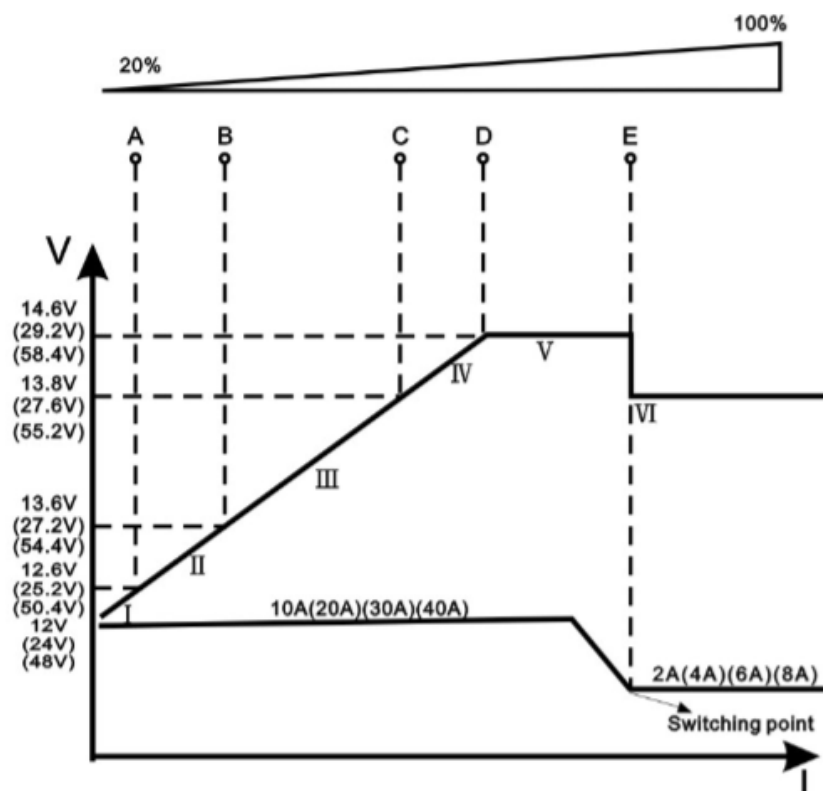 100%
20%
A
B
C
D
E
V
14.6V
(29.2V)
(58.4V)
V
13.8V
(27.6V)
(55.2V)
IV
VI
III
13.6V
(27.2V)
(54.4V)
II
12.6V
(25.2V)
(50.4V)
I
10A(20A)(30A)(40A)
12V
(24V)
(48V)
2A(4A)(6A)(8A)
Switching point
I